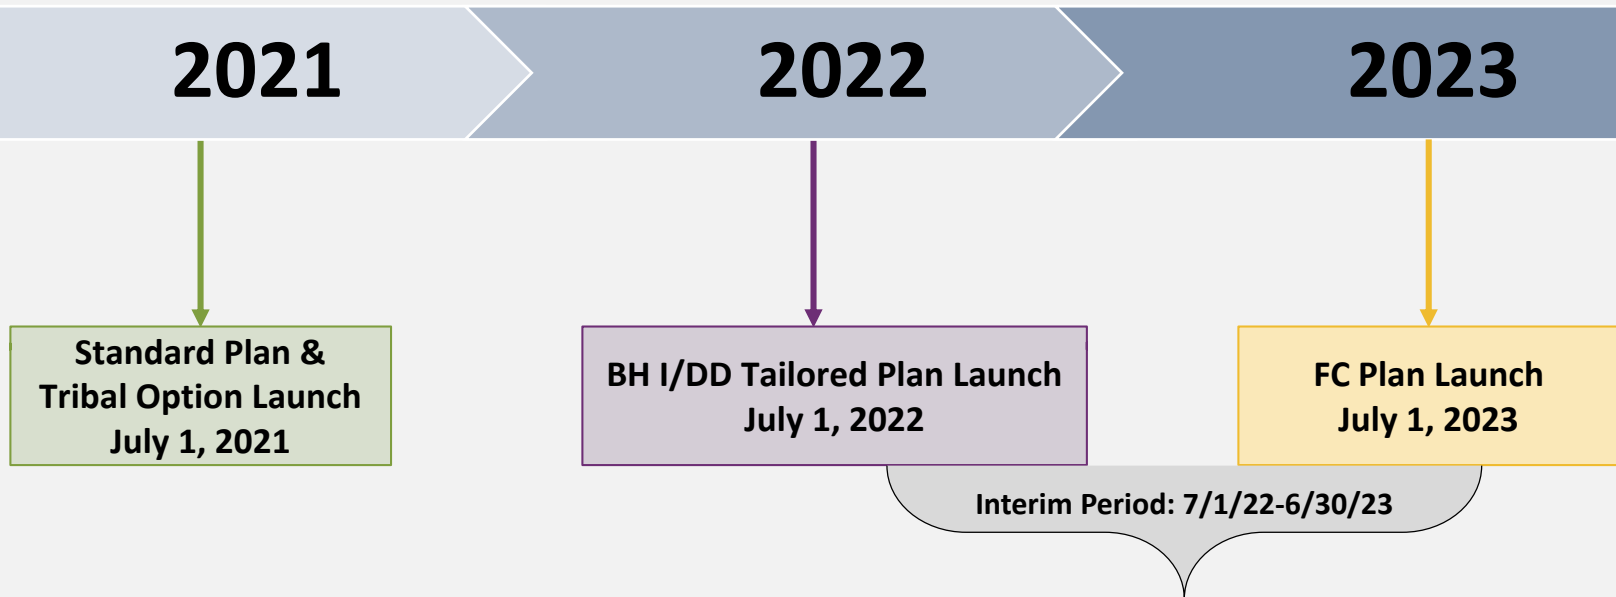 2021
2022
2023
Standard Plan &
Tribal Option Launch
July 1, 2021
BH I/DD Tailored Plan Launch
July 1, 2022
FC Plan Launch
July 1, 2023
Interim Period: 7/1/22-6/30/23